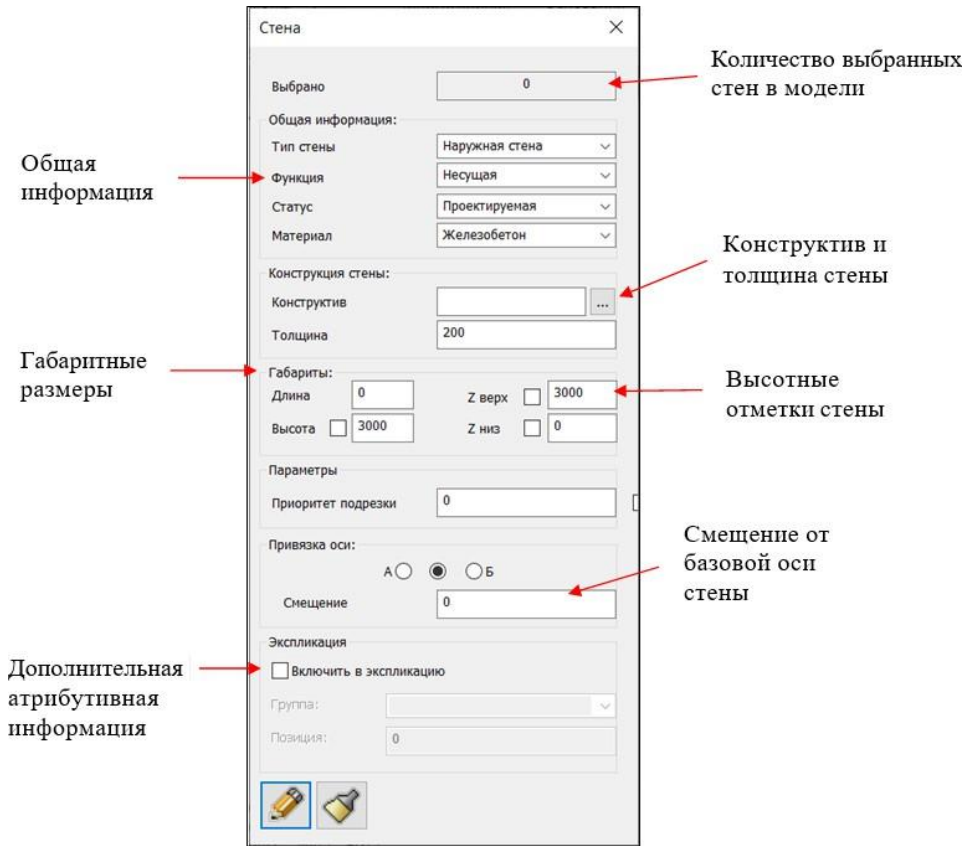 Стена
Выбрано 0
Количество выбранных
стен в модели
Общая информация:
Тип стены Наружная стена
Общая
информация
Функция Несущая
Статус Проектируемая
Материал Железобетон
Конструктив и
толщина стены
Конструкция стены:
Конструктив ...
Толщина 200
Габаритные
размеры
Габариты:
Длина 0 Z верх 3000
Высота 3000 Z низ 0
Высотные
отметки стены
Параметры
Приоритет подрезки 0
Смещение от
базовой оси
стены
Привязка оси:
А Б
Смещение 0
Экспликация
Дополнительная
атрибутивная
информация
Включить в экспликацию
Группа:
Позиция: 0